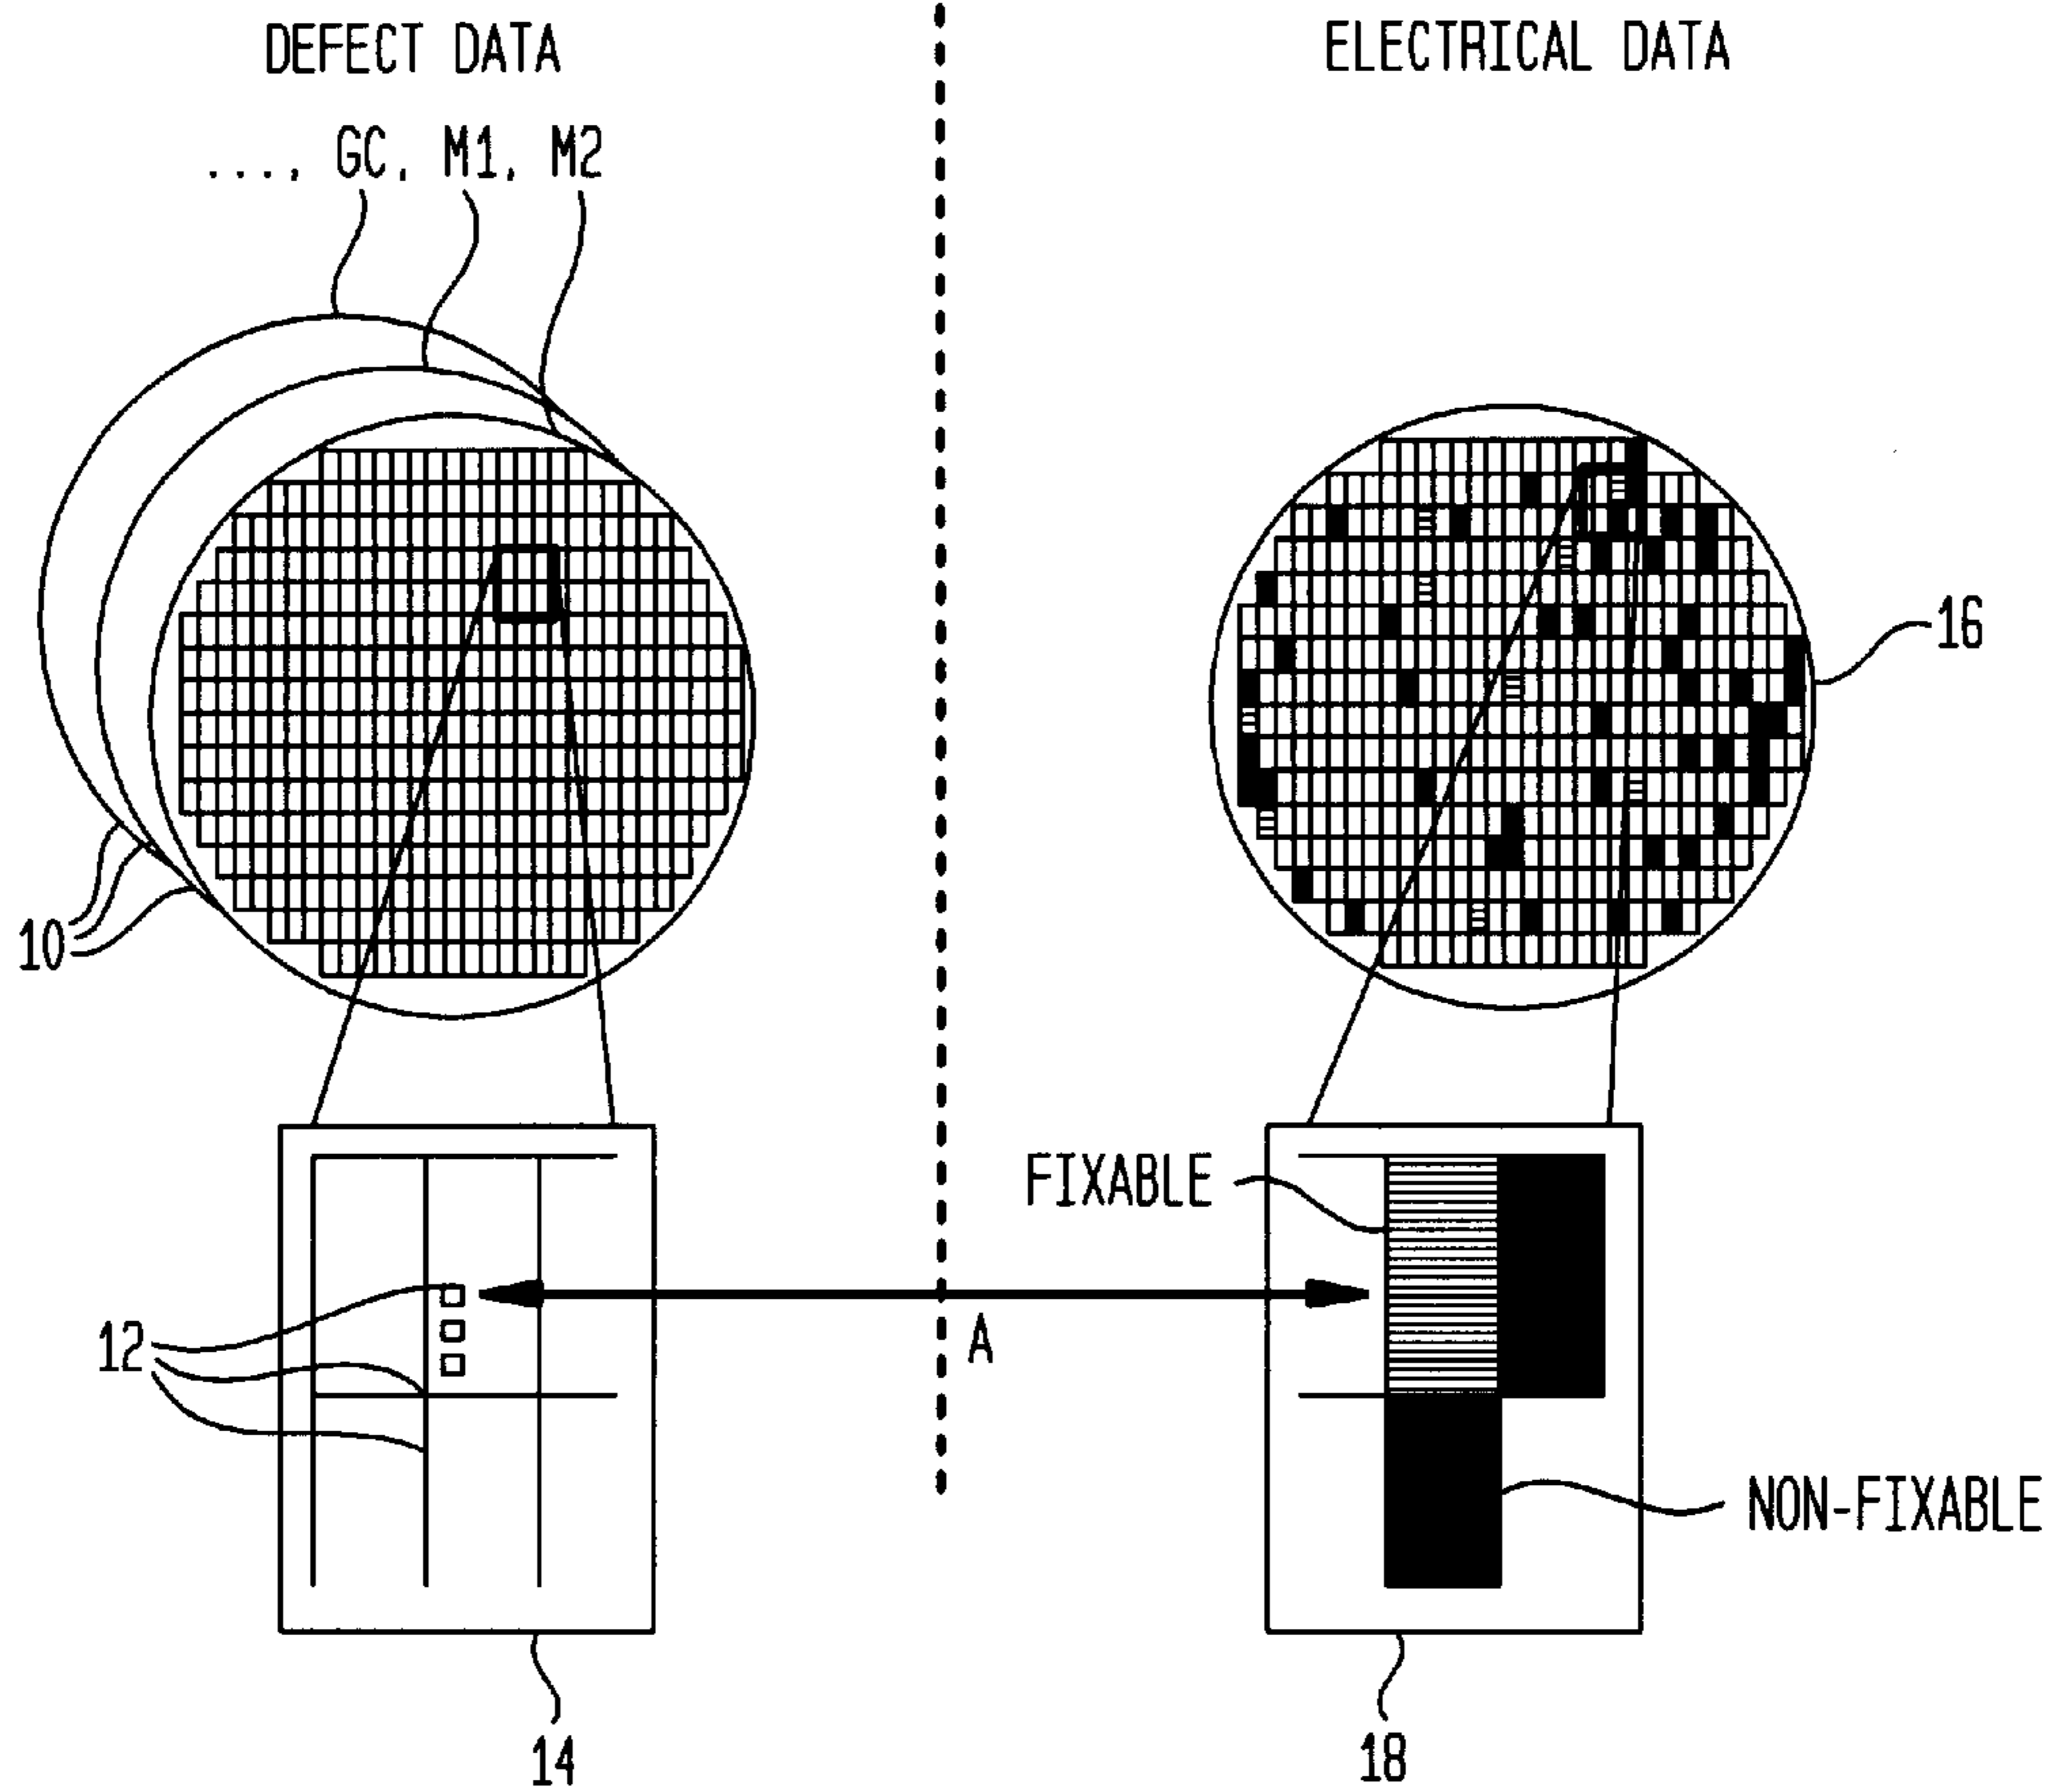 DEFECT DATA
ELECTRICAL DATA
..., GC, M1, M2
16
10
FIXABLE
12
A
NON-FIXABLE
14
18